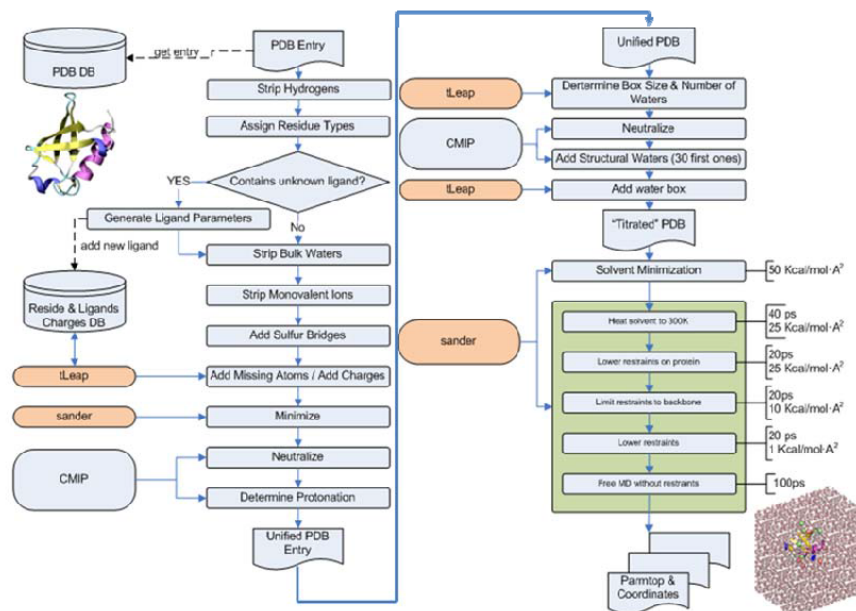 PDB Entry
get entry
PDB DB
Strip Hydrogens
Assign Residue Types
Contains unknown ligand?
YES
No
Generate Ligand Parameters
add new ligand
Strip Bulk Waters
Reside & Ligands
Charges DB
Strip Monovalent Ions
Add Sulfur Bridges
tLeap
Add Missing Atoms / Add Charges
sander
Minimize
CMIP
Neutralize
Determine Protonation
Unified PDB
Entry
Unified PDB
tLeap
Dertermine Box Size & Number of
Waters
CMIP
Neutralize
Add Structural Waters (30 first ones)
tLeap
Add water box
"Titrated" PDB
Solvent Minimization
50 Kcal/mol·A²
sander
Heat solvent to 300K
40 ps
25 Kcal/mol·A²
Lower restraints on protein
20ps
25 Kcal/mol·A²
Limit restraints to backbone
20ps
10 Kcal/mol·A²
Lower restraints
20 ps
1 Kcal/mol·A²
Free MD without restraints
100ps
Parmtop &
Coordinates